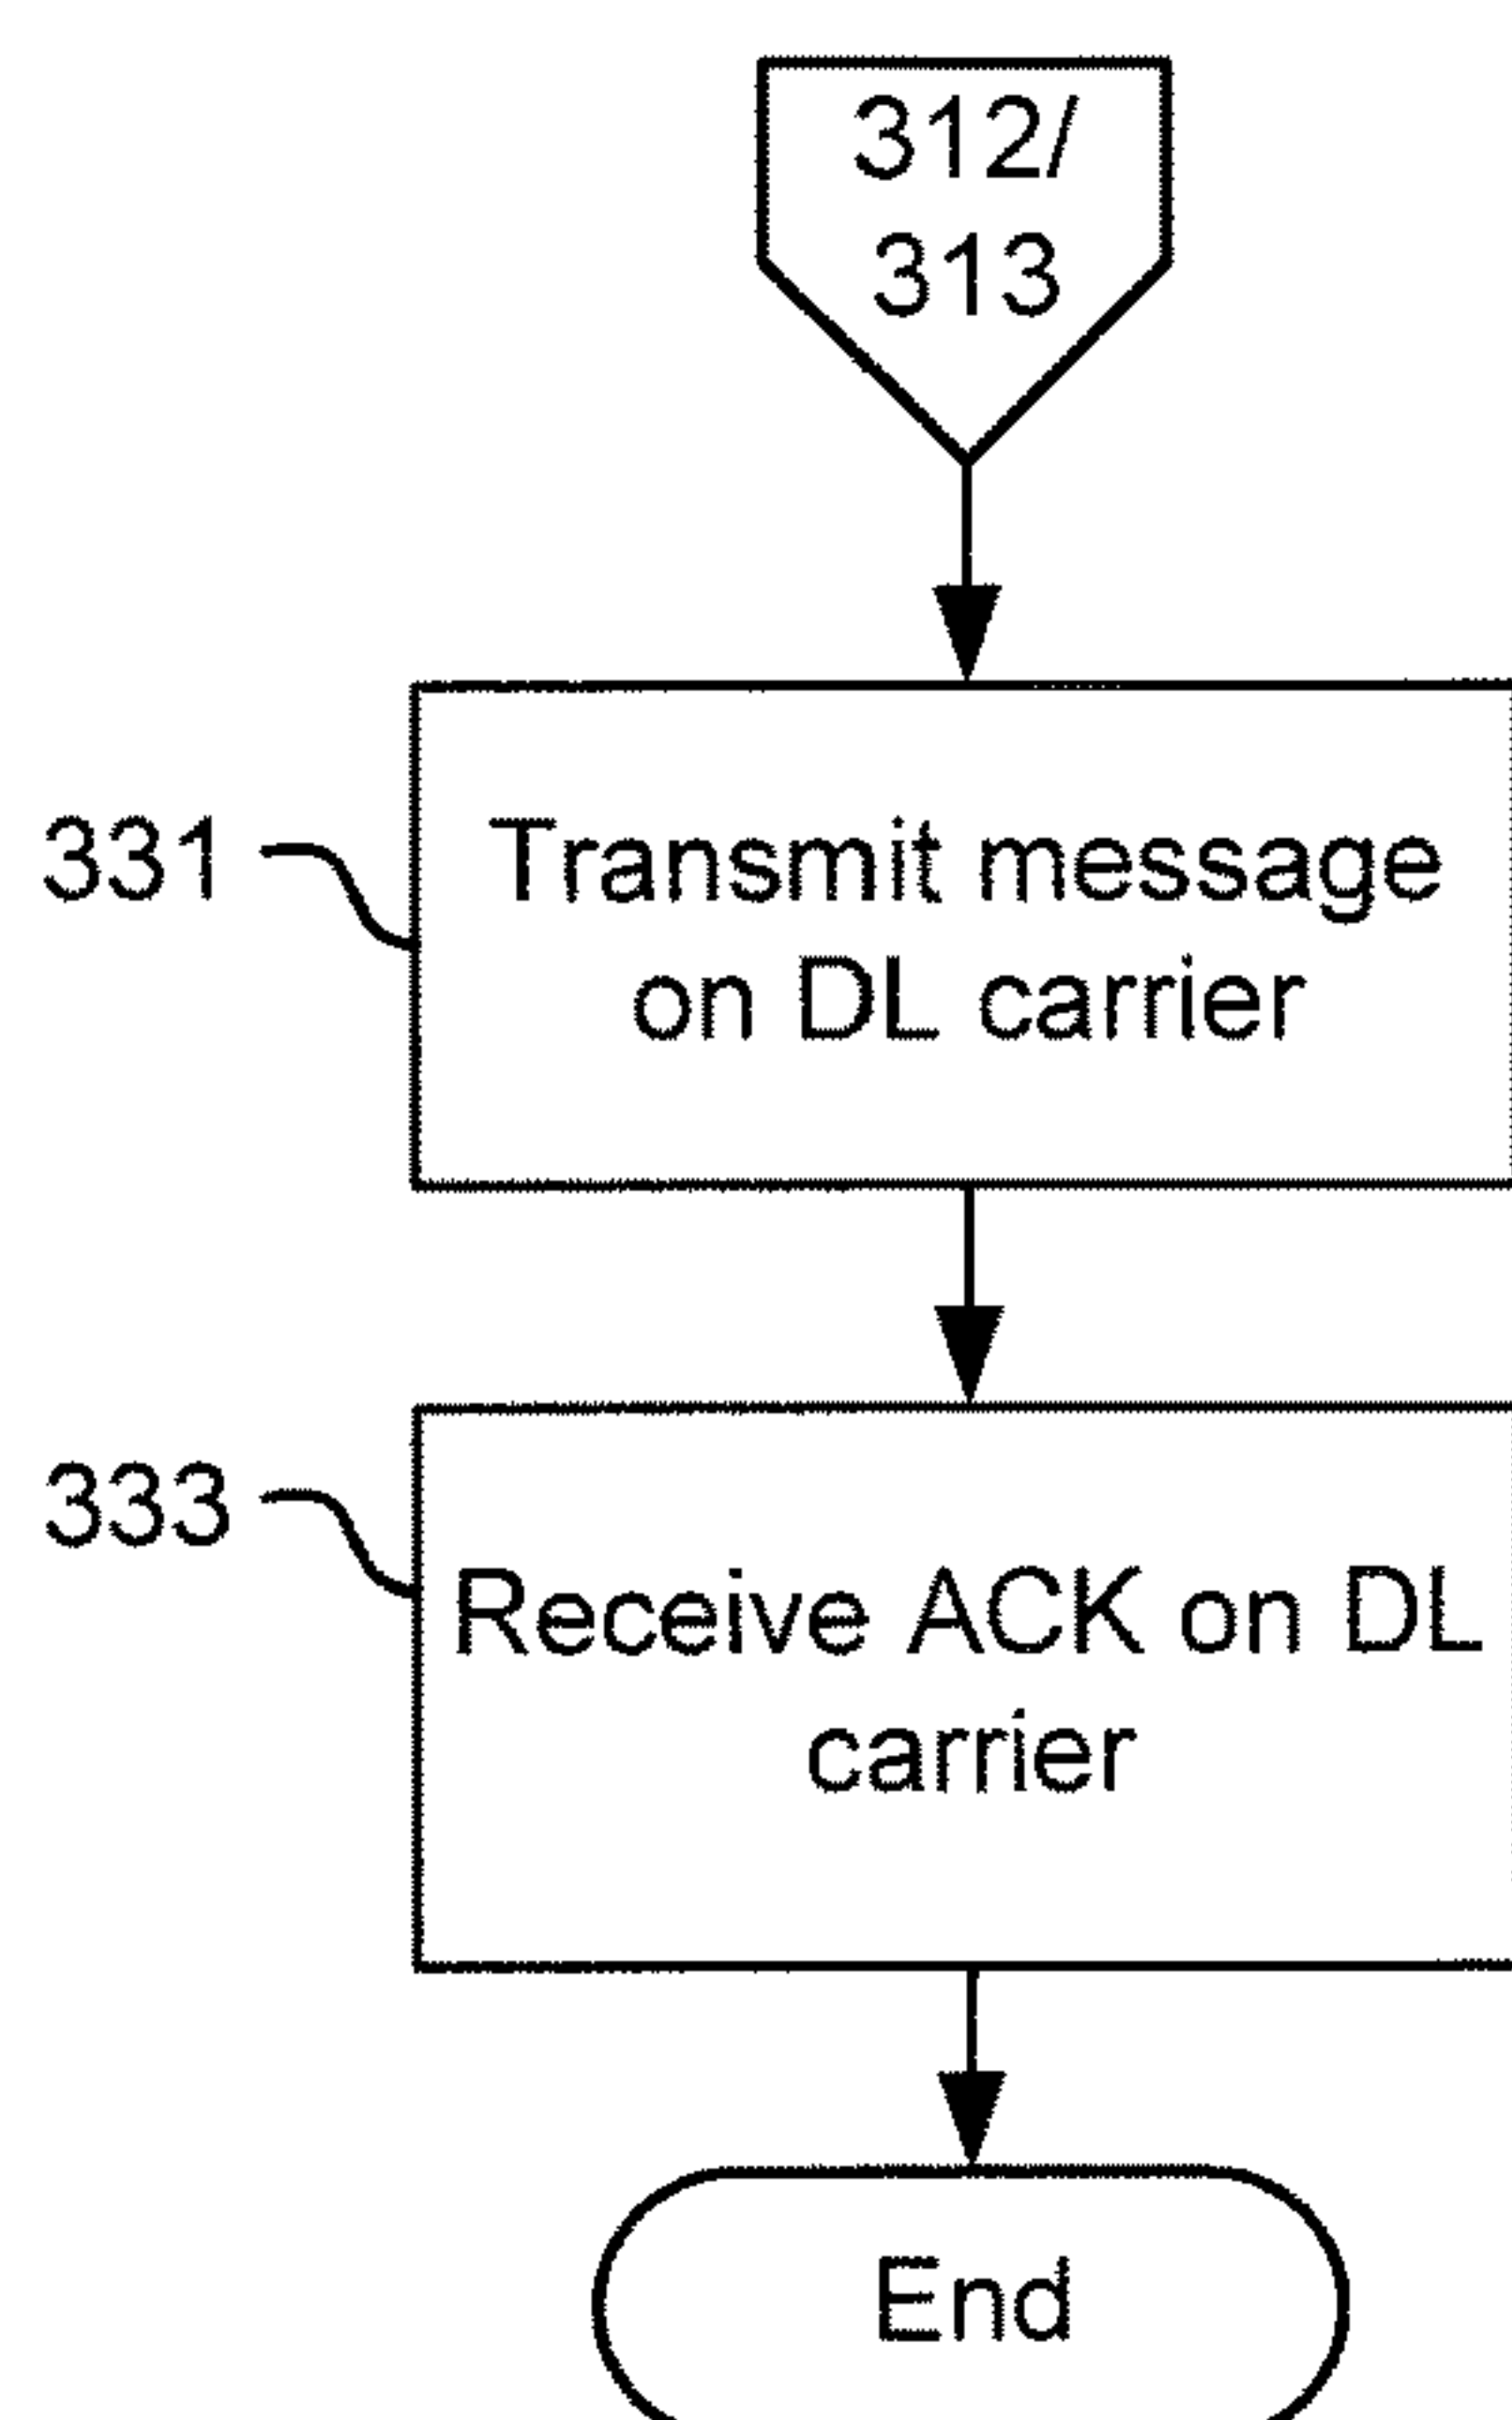 312/
313
331
Transmit message
on DL carrier
333
Receive ACK on DL
carrier
End